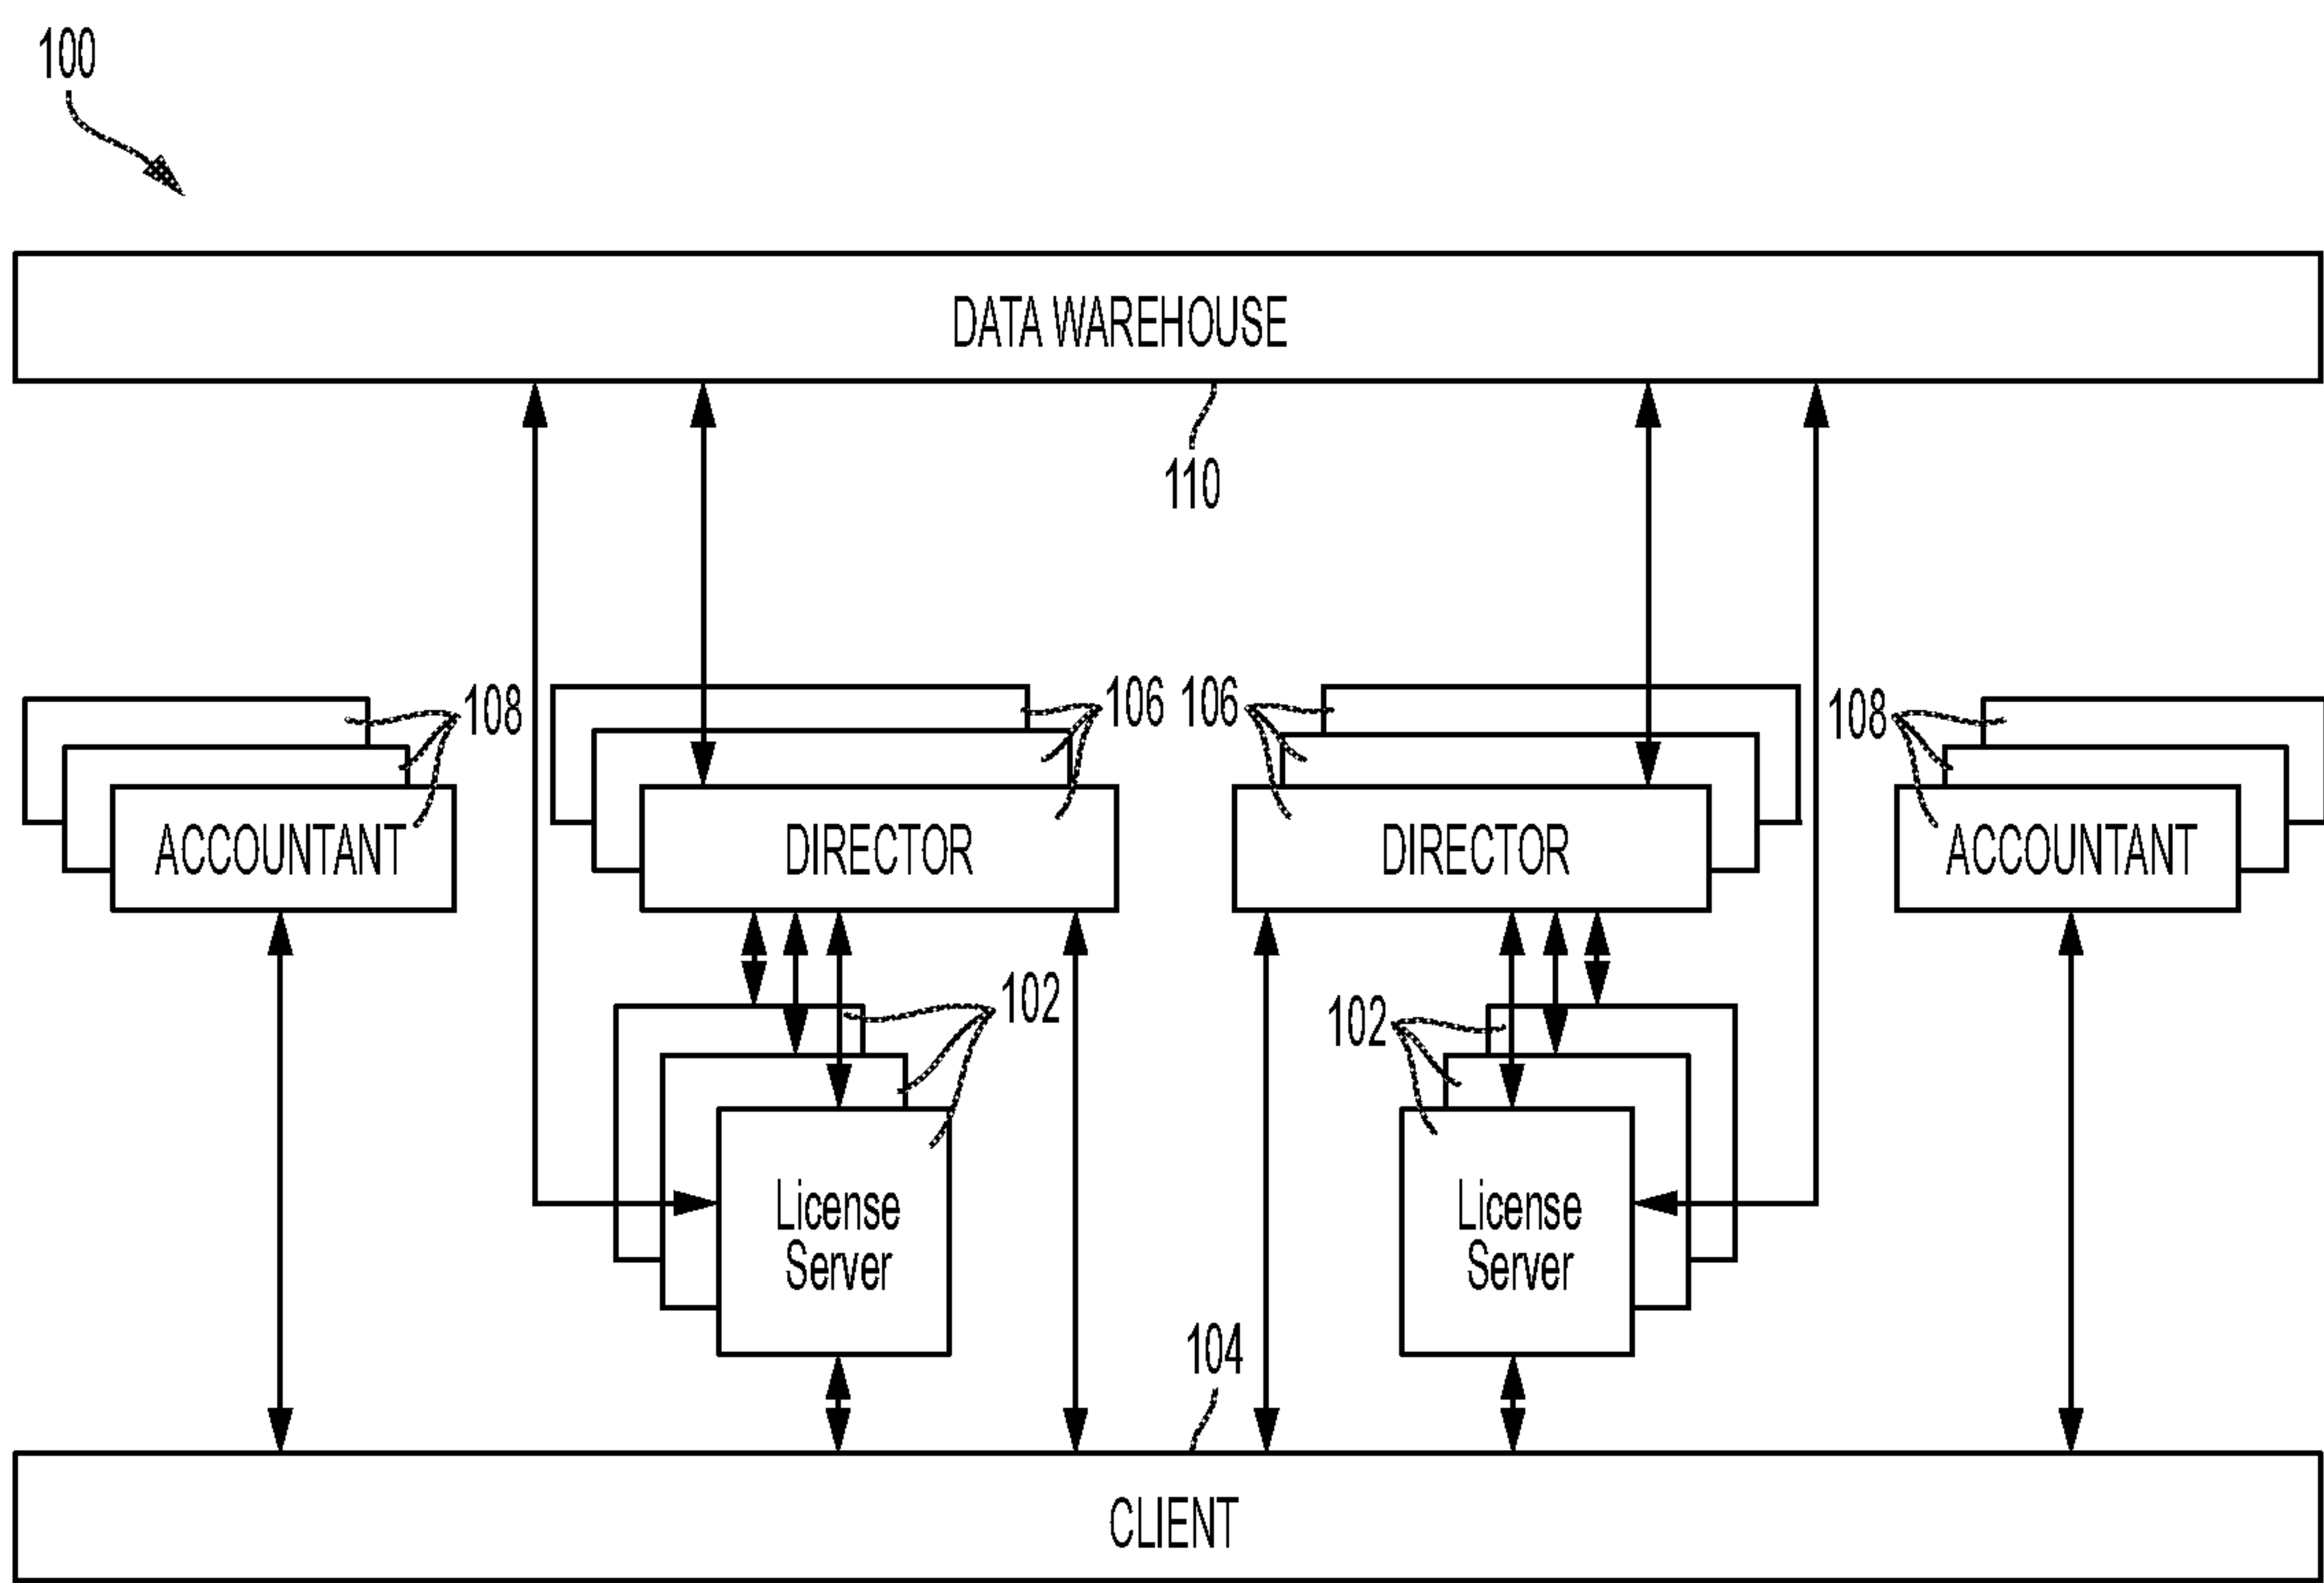 100
DATA WAREHOUSE
110
108
106
106
108
ACCOUNTANT
DIRECTOR
DIRECTOR
ACCOUNTANT
102
102
License
Server
License
Server
104
CLIENT